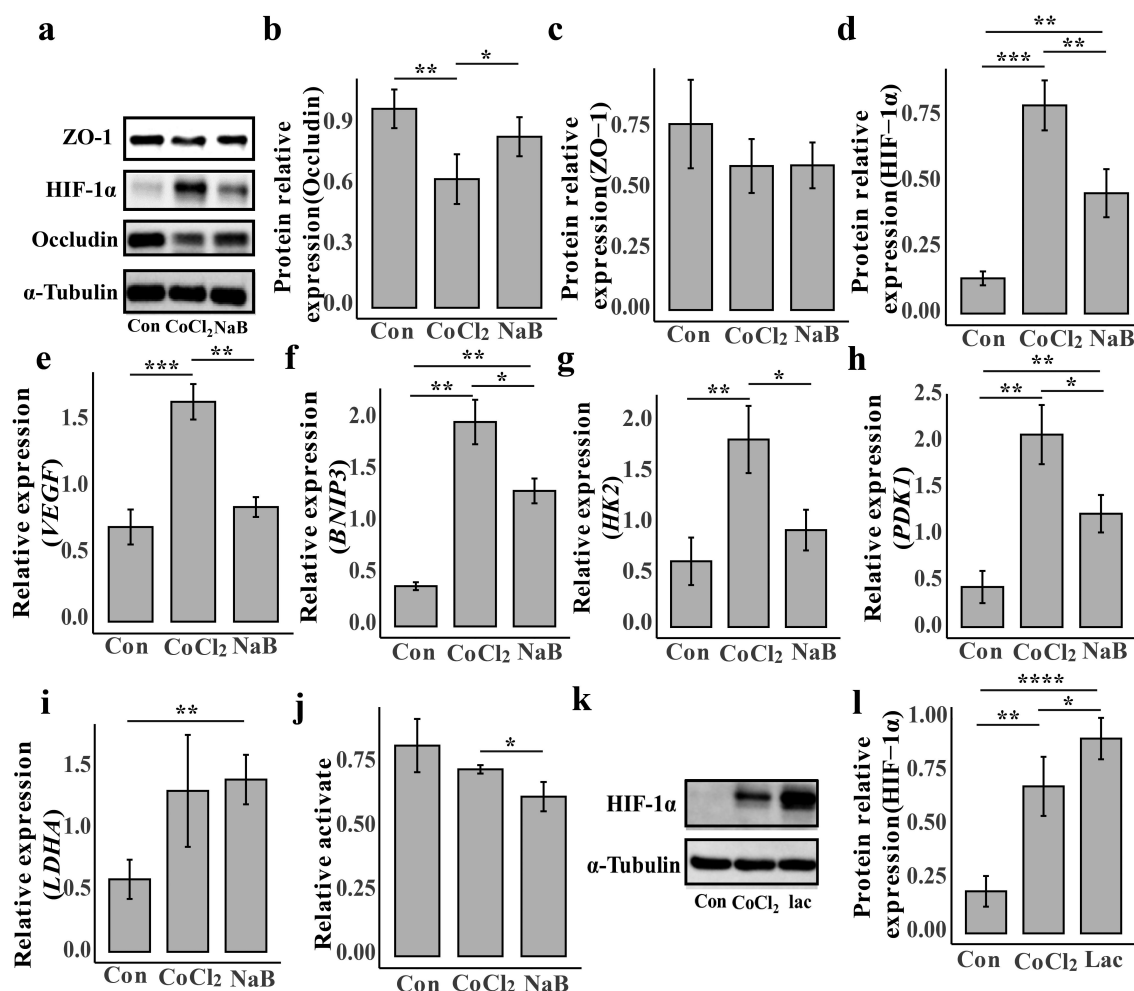 a
ZO-1
HIF-1α
Occludin
α-Tubulin
Con CoCl₂ NaB
b
Protein relative
expression(Occludin)
0.9
0.6
0.3
0.0
** *
Con CoCl2 NaB
c
Protein relative
expression(ZO−1)
0.75
0.50
0.25
0.00
Con CoCl2 NaB
d
Protein relative
expression(HIF−1α)
0.75
0.50
0.25
0.00
**
*** **
Con CoCl2 NaB
e
Relative expression
(VEGF)
1.5
1.0
0.5
0.0
*** **
Con CoCl2 NaB
f
Relative expression
(BNIP3)
2.0
1.5
1.0
0.5
0.0
**
** *
Con CoCl2 NaB
g
Relative expression
(HK2)
2.0
1.5
1.0
0.5
0.0
** *
Con CoCl2 NaB
h
Relative expression
(PDK1)
2.5
2.0
1.5
1.0
0.5
0.0
**
** *
Con CoCl2 NaB
i
Relative expression
(LDHA)
1.5
1.0
0.5
0.0
**
Con CoCl2 NaB
j
Relative activate
0.75
0.50
0.25
0.00
*
Con CoCl2 NaB
k
HIF-1α
α-Tubulin
Con CoCl₂ lac
l
Protein relative
expression(HIF−1α)
1.00
0.75
0.50
0.25
0.00
****
** *
Con CoCl2 Lac